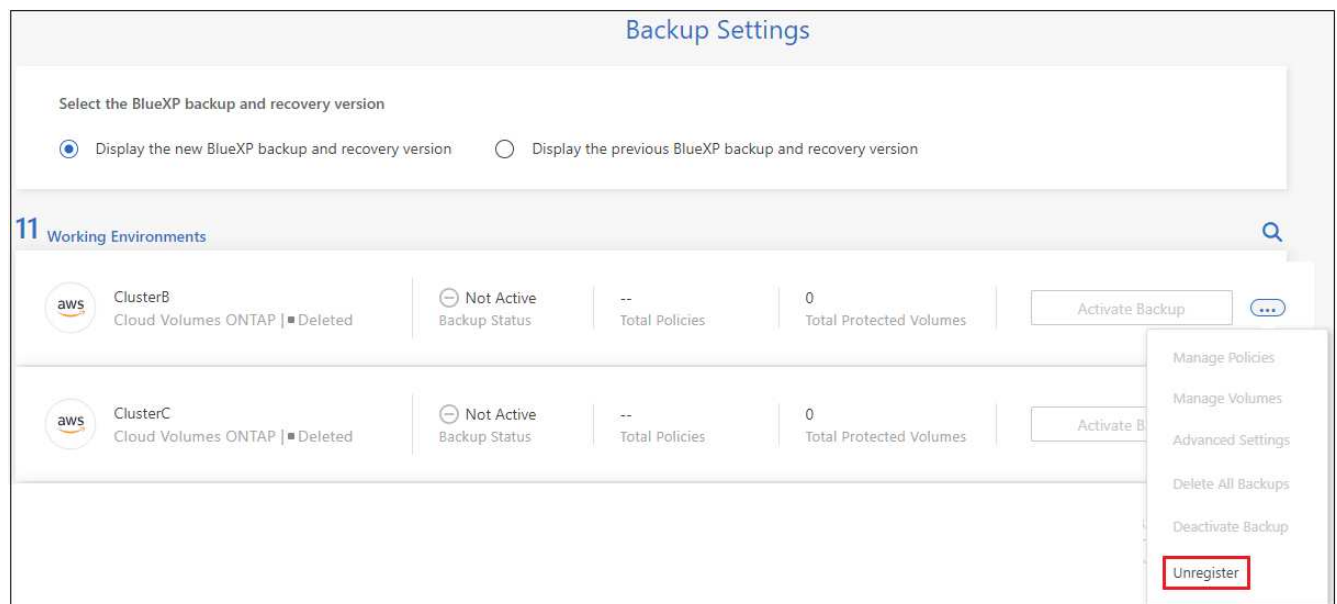 Backup Settings
Select the BlueXP backup and recovery version
Display the new BlueXP backup and recovery version Display the previous BlueXP backup and recovery version
11 Working Environments
aws ClusterB Not Active -- 0 Activate Backup ...
Cloud Volumes ONTAP | ■ Deleted Backup Status Total Policies Total Protected Volumes
Manage Policies
Manage Volumes
aws ClusterC Not Active -- 0 Activate B
Cloud Volumes ONTAP | ■ Deleted Backup Status Total Policies Total Protected Volumes
Advanced Settings
Delete All Backups
Deactivate Backup
Unregister